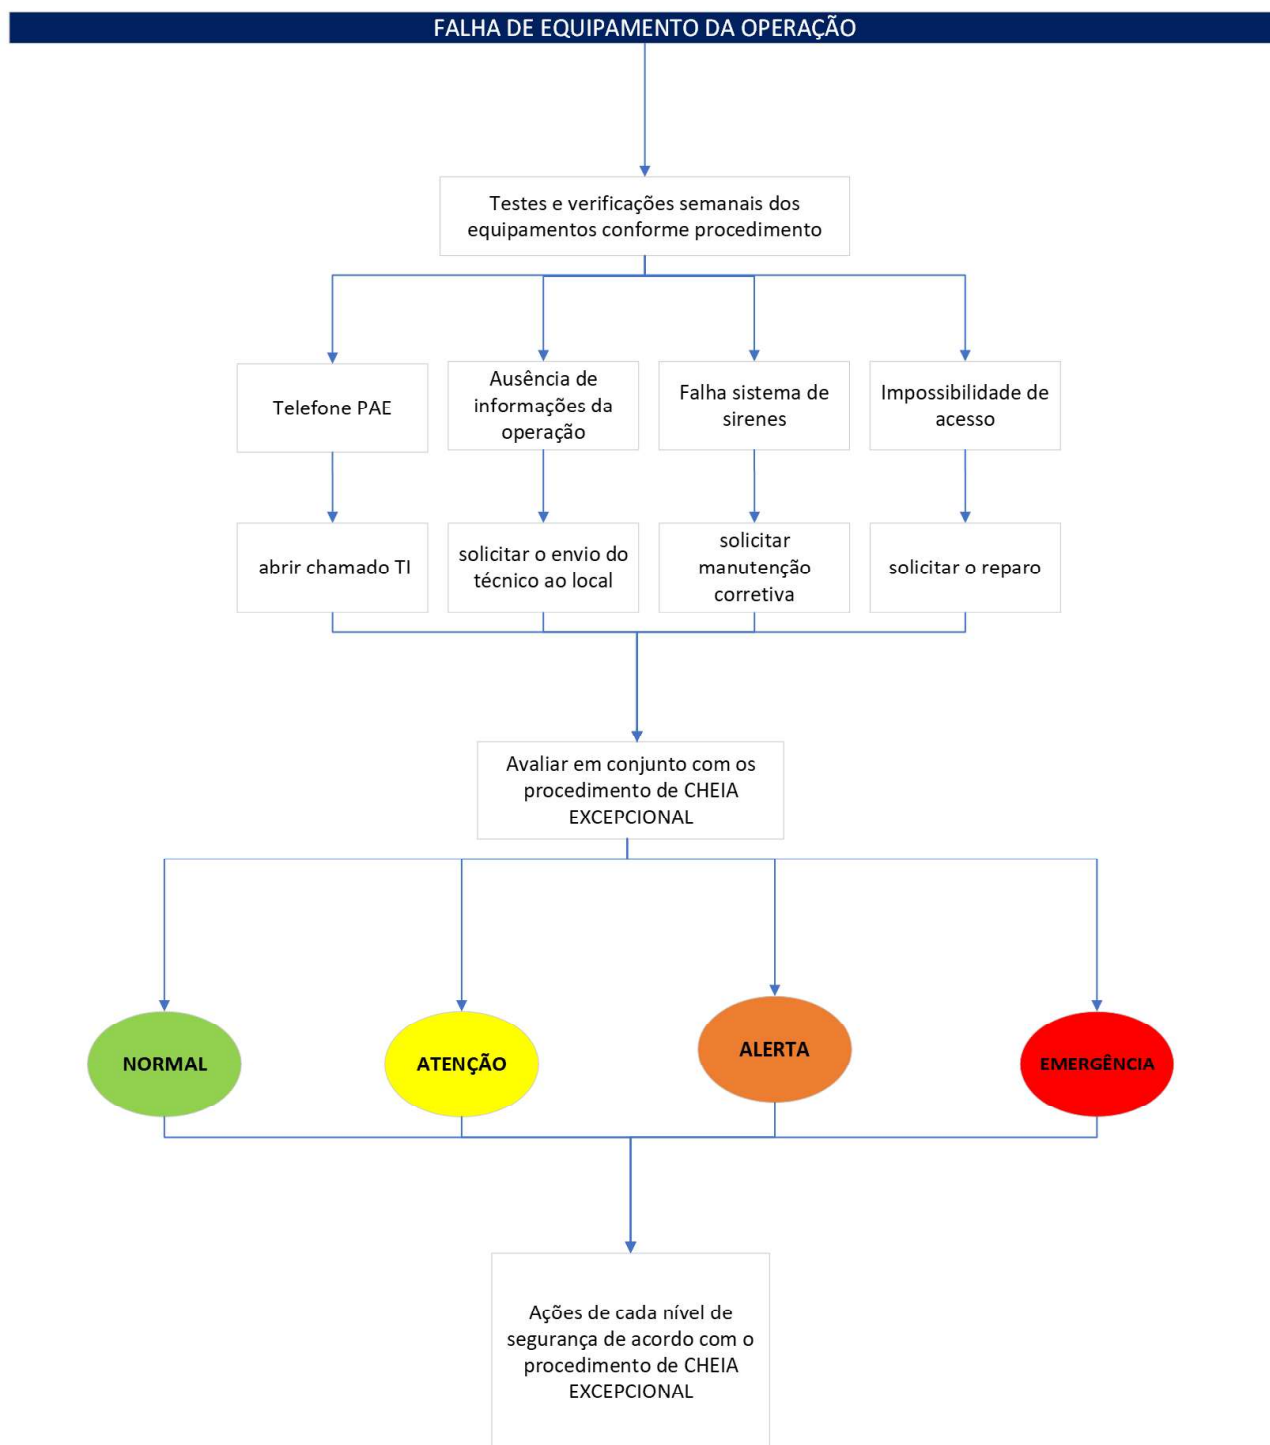 FALHA DE EQUIPAMENTO DA OPERAÇÃO
Testes e verificações semanais dos
equipamentos conforme procedimento
Telefone PAE
Ausência de
informações da
operação
Falha sistema de
sirenes
Impossibilidade de
acesso
abrir chamado TI
solicitar o envio do
técnico ao local
solicitar
manutenção
corretiva
solicitar o reparo
Avaliar em conjunto com os
procedimento de CHEIA
EXCEPCIONAL
NORMAL
ATENÇÃO
ALERTA
EMERGÊNCIA
Ações de cada nível de
segurança de acordo com o
procedimento de CHEIA
EXCEPCIONAL